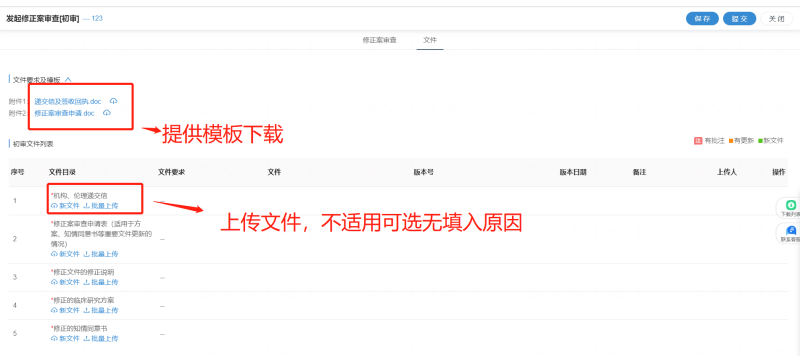 发起修正案审查[初审] — 123
保存 提交 关闭
修正案审查 文件
文件要求及模板
附件1: 递交信及签收回执.doc
附件2: 修正案审查申请.doc
提供模板下载
初审文件列表
有批注 有更新 新文件
序号 文件目录 文件要求 文件 版本号 版本日期 备注 上传人 操作
1 *机构、伦理递交信
新文件 批量上传 --
上传文件，不适用可选无填入原因
下载列表
联系客服
2 *修正案审查申请表（适用于方
案、知情同意书等重要文件更新的
情况） --
新文件 批量上传
3 *修正文件的修正说明
新文件 批量上传 --
4 *修正的临床研究方案
新文件 批量上传 --
5 *修正的知情同意书
新文件 批量上传 --